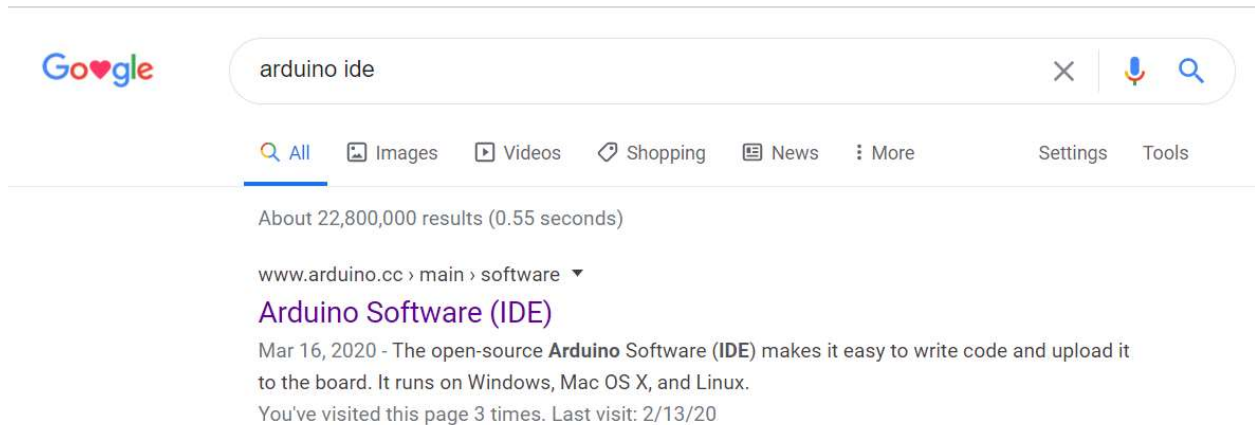 Go♥gle
arduino ide
All Images Videos Shopping News More Settings Tools
About 22,800,000 results (0.55 seconds)
www.arduino.cc › main › software ▼
Arduino Software (IDE)
Mar 16, 2020 - The open-source Arduino Software (IDE) makes it easy to write code and upload it
to the board. It runs on Windows, Mac OS X, and Linux.
You've visited this page 3 times. Last visit: 2/13/20